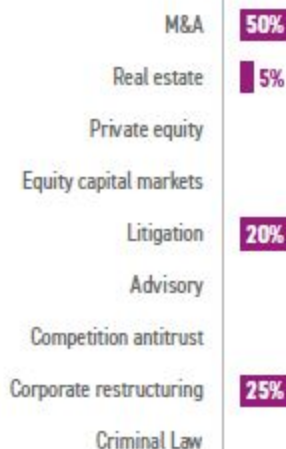 M&A 50%
Real estate 5%
Private equity
Equity capital markets
Litigation 20%
Advisory
Competition antitrust
Corporate restructuring 25%
Criminal Law